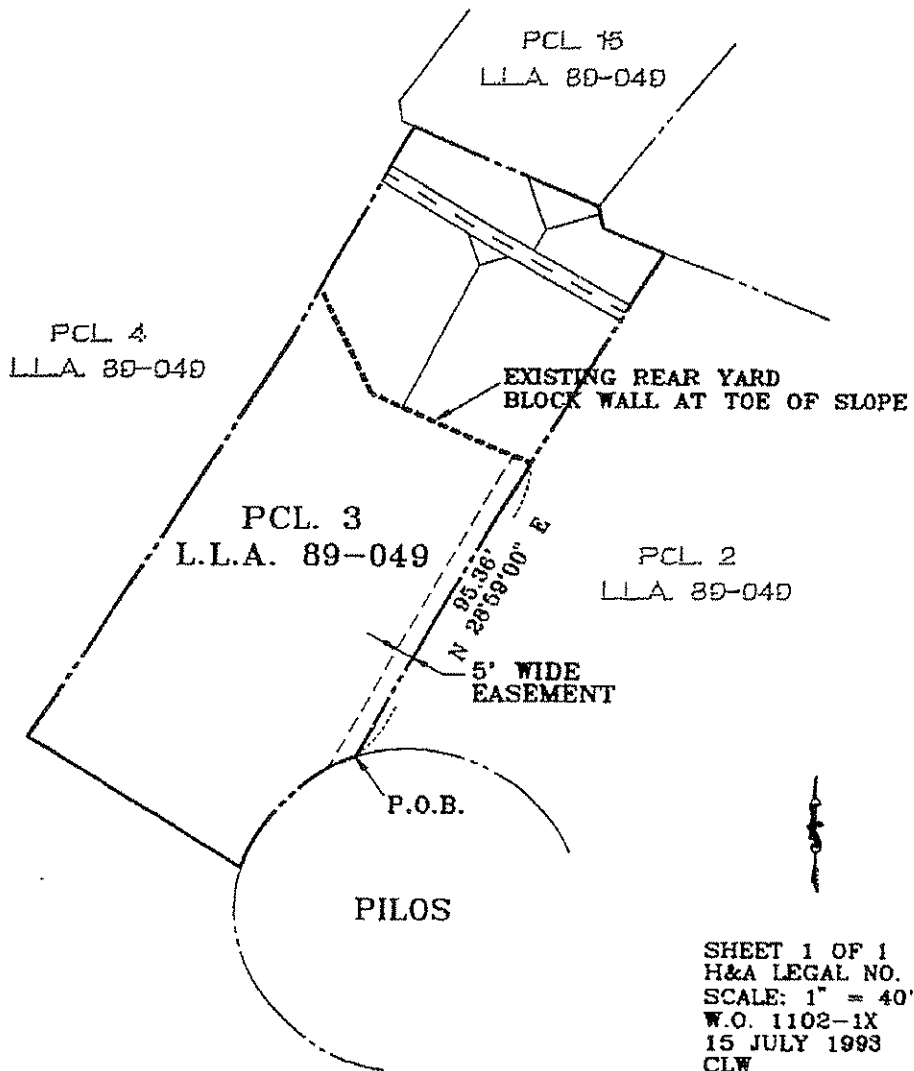 PCL. 15
L.L.A. 89-049
PCL. 4
L.L.A. 89-049
EXISTING REAR YARD
BLOCK WALL AT TOE OF SLOPE
PCL. 3
L.L.A. 89-049
95.36'
N 28°59'00" E
PCL. 2
L.L.A. 89-049
5' WIDE
EASEMENT
P.O.B.
PILOS
SHEET 1 OF 1
H&A LEGAL NO.
SCALE: 1" = 40'
W.O. 1102-1X
15 JULY 1993
CLW